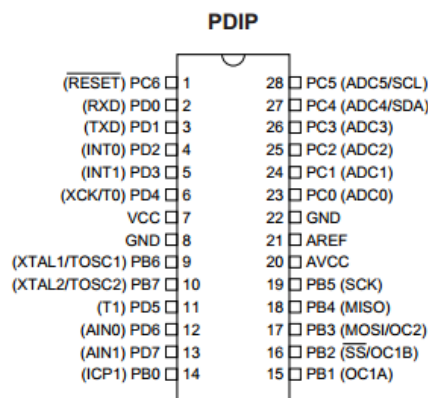 PDIP
(RESET) PC6 1 28 PC5 (ADC5/SCL)
(RXD) PD0 2 27 PC4 (ADC4/SDA)
(TXD) PD1 3 26 PC3 (ADC3)
(INT0) PD2 4 25 PC2 (ADC2)
(INT1) PD3 5 24 PC1 (ADC1)
(XCK/T0) PD4 6 23 PC0 (ADC0)
VCC 7 22 GND
GND 8 21 AREF
(XTAL1/TOSC1) PB6 9 20 AVCC
(XTAL2/TOSC2) PB7 10 19 PB5 (SCK)
(T1) PD5 11 18 PB4 (MISO)
(AIN0) PD6 12 17 PB3 (MOSI/OC2)
(AIN1) PD7 13 16 PB2 (SS/OC1B)
(ICP1) PB0 14 15 PB1 (OC1A)